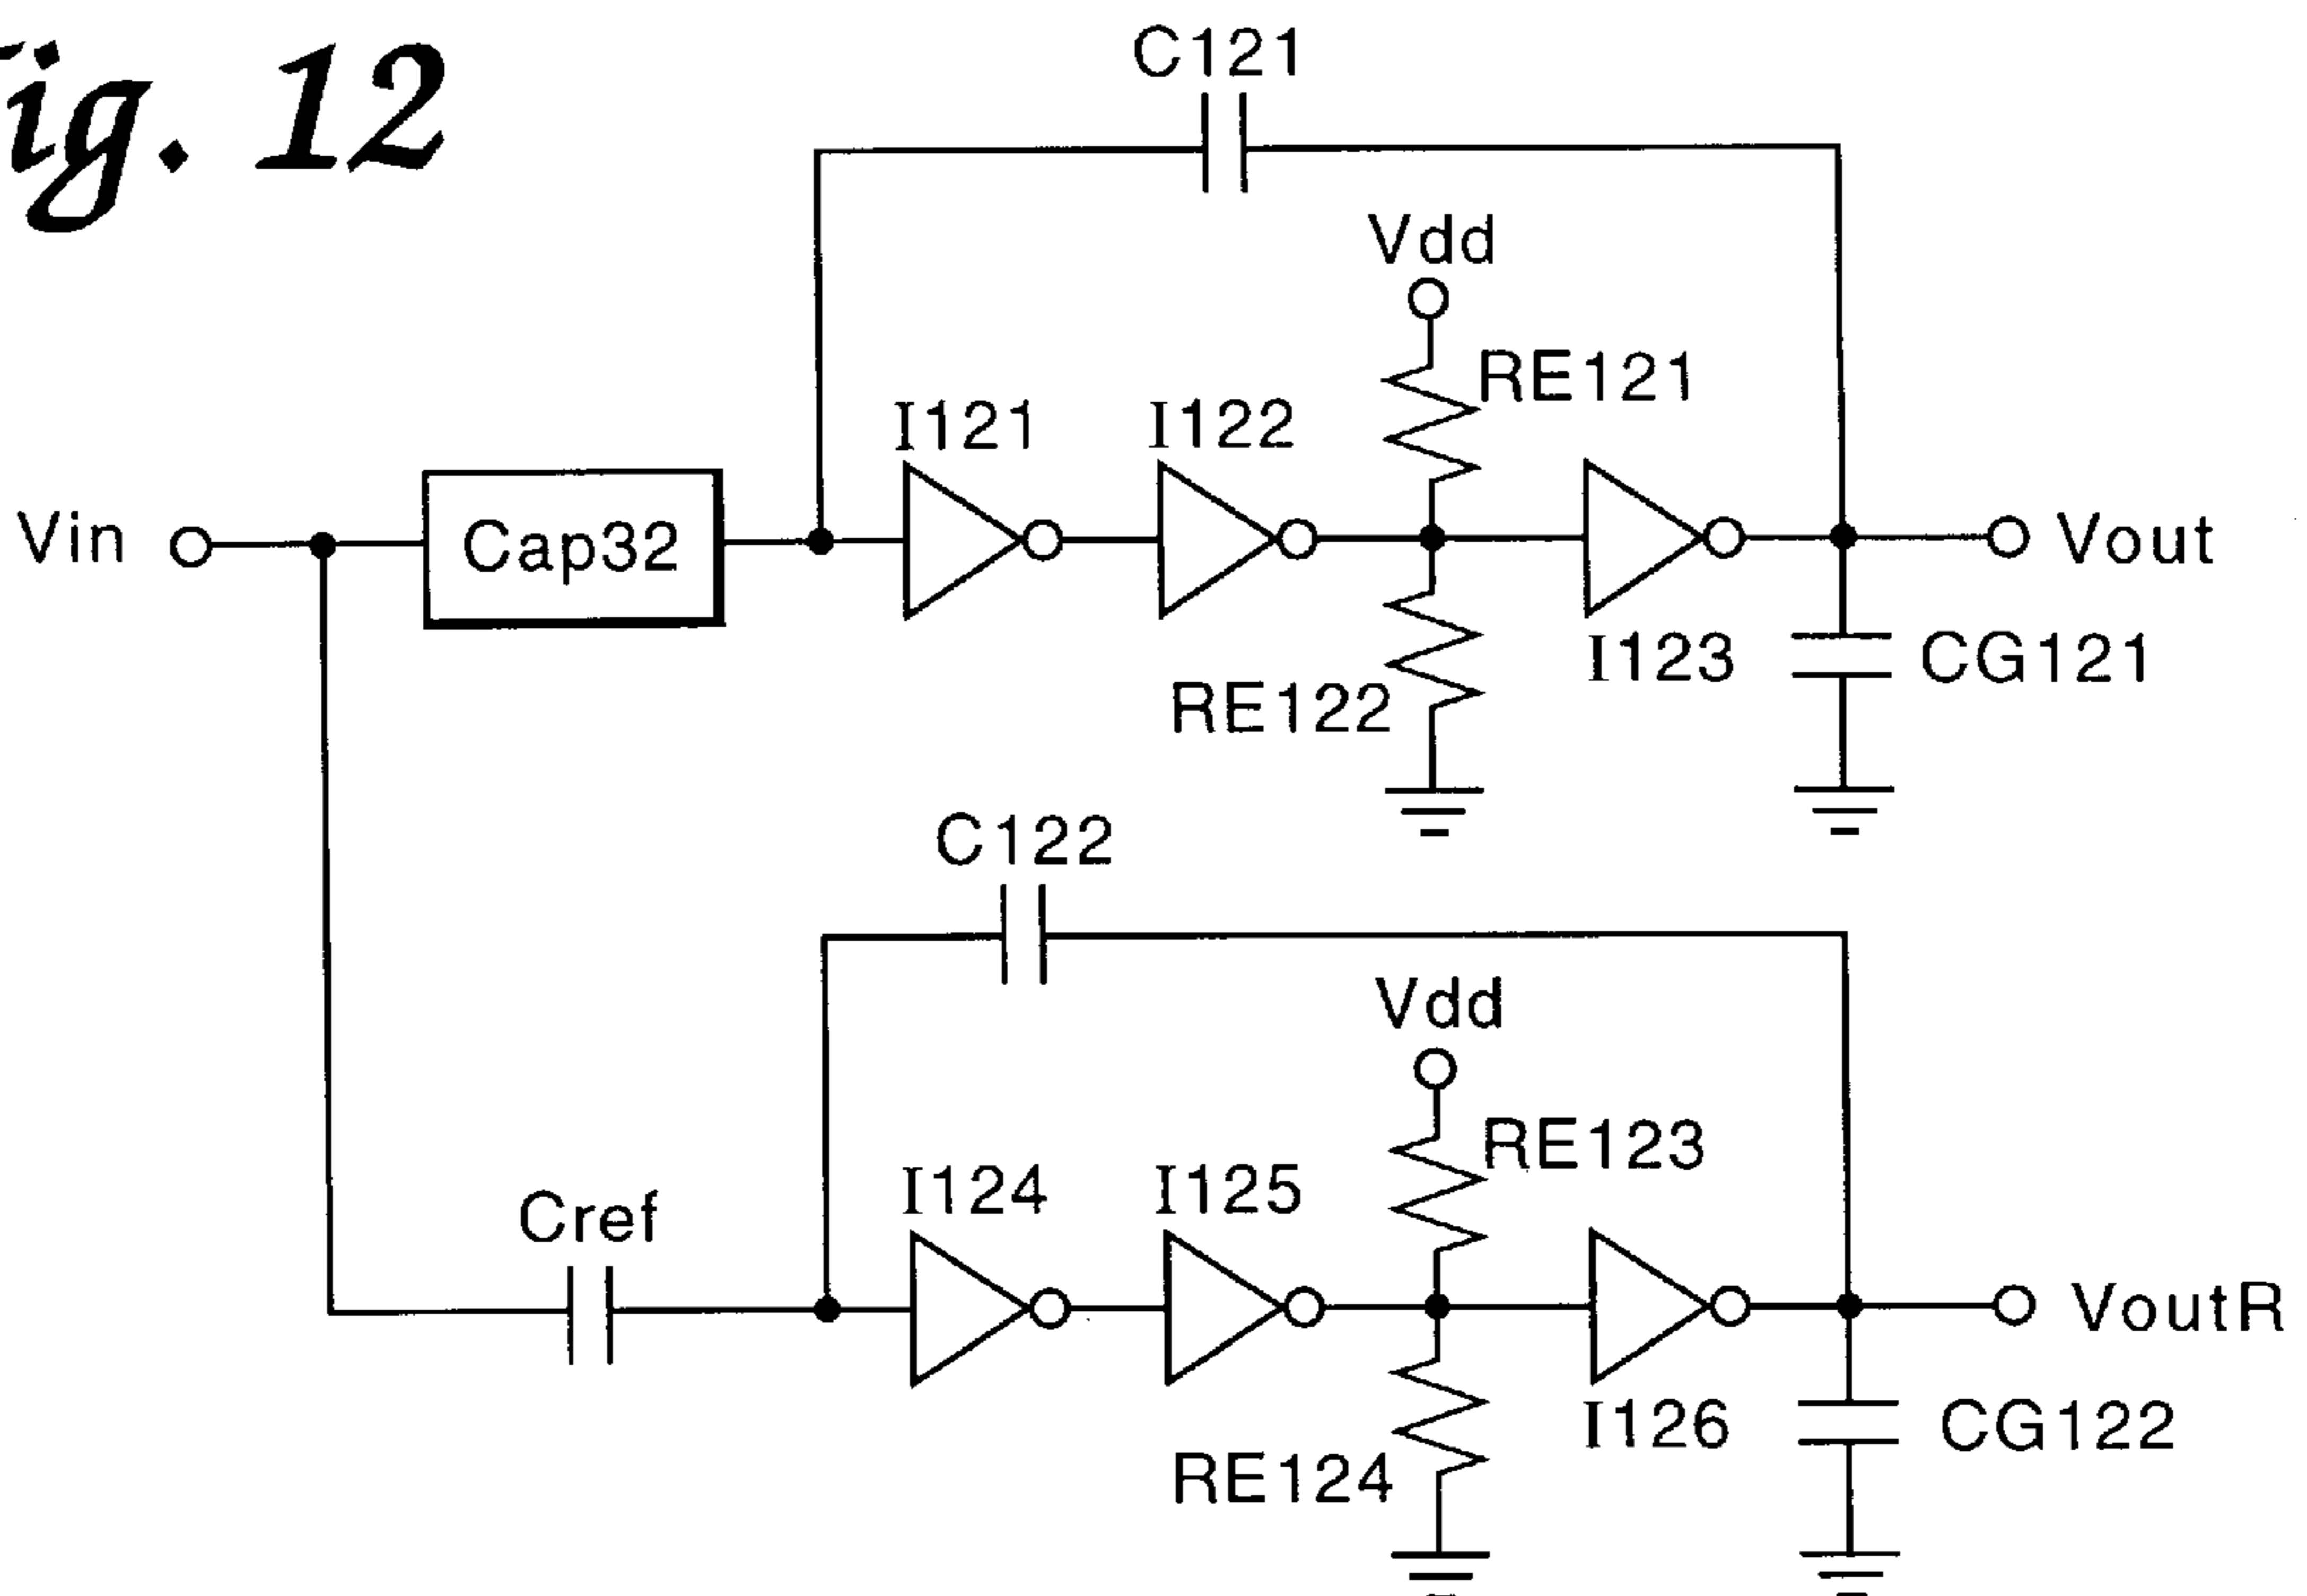 Fig. 12
C121
Vdd
RE121
I121
I122
Vin
Cap32
Vout
I123
CG121
RE122
C122
Vdd
RE123
I124
I125
Cref
VoutR
I126
CG122
RE124